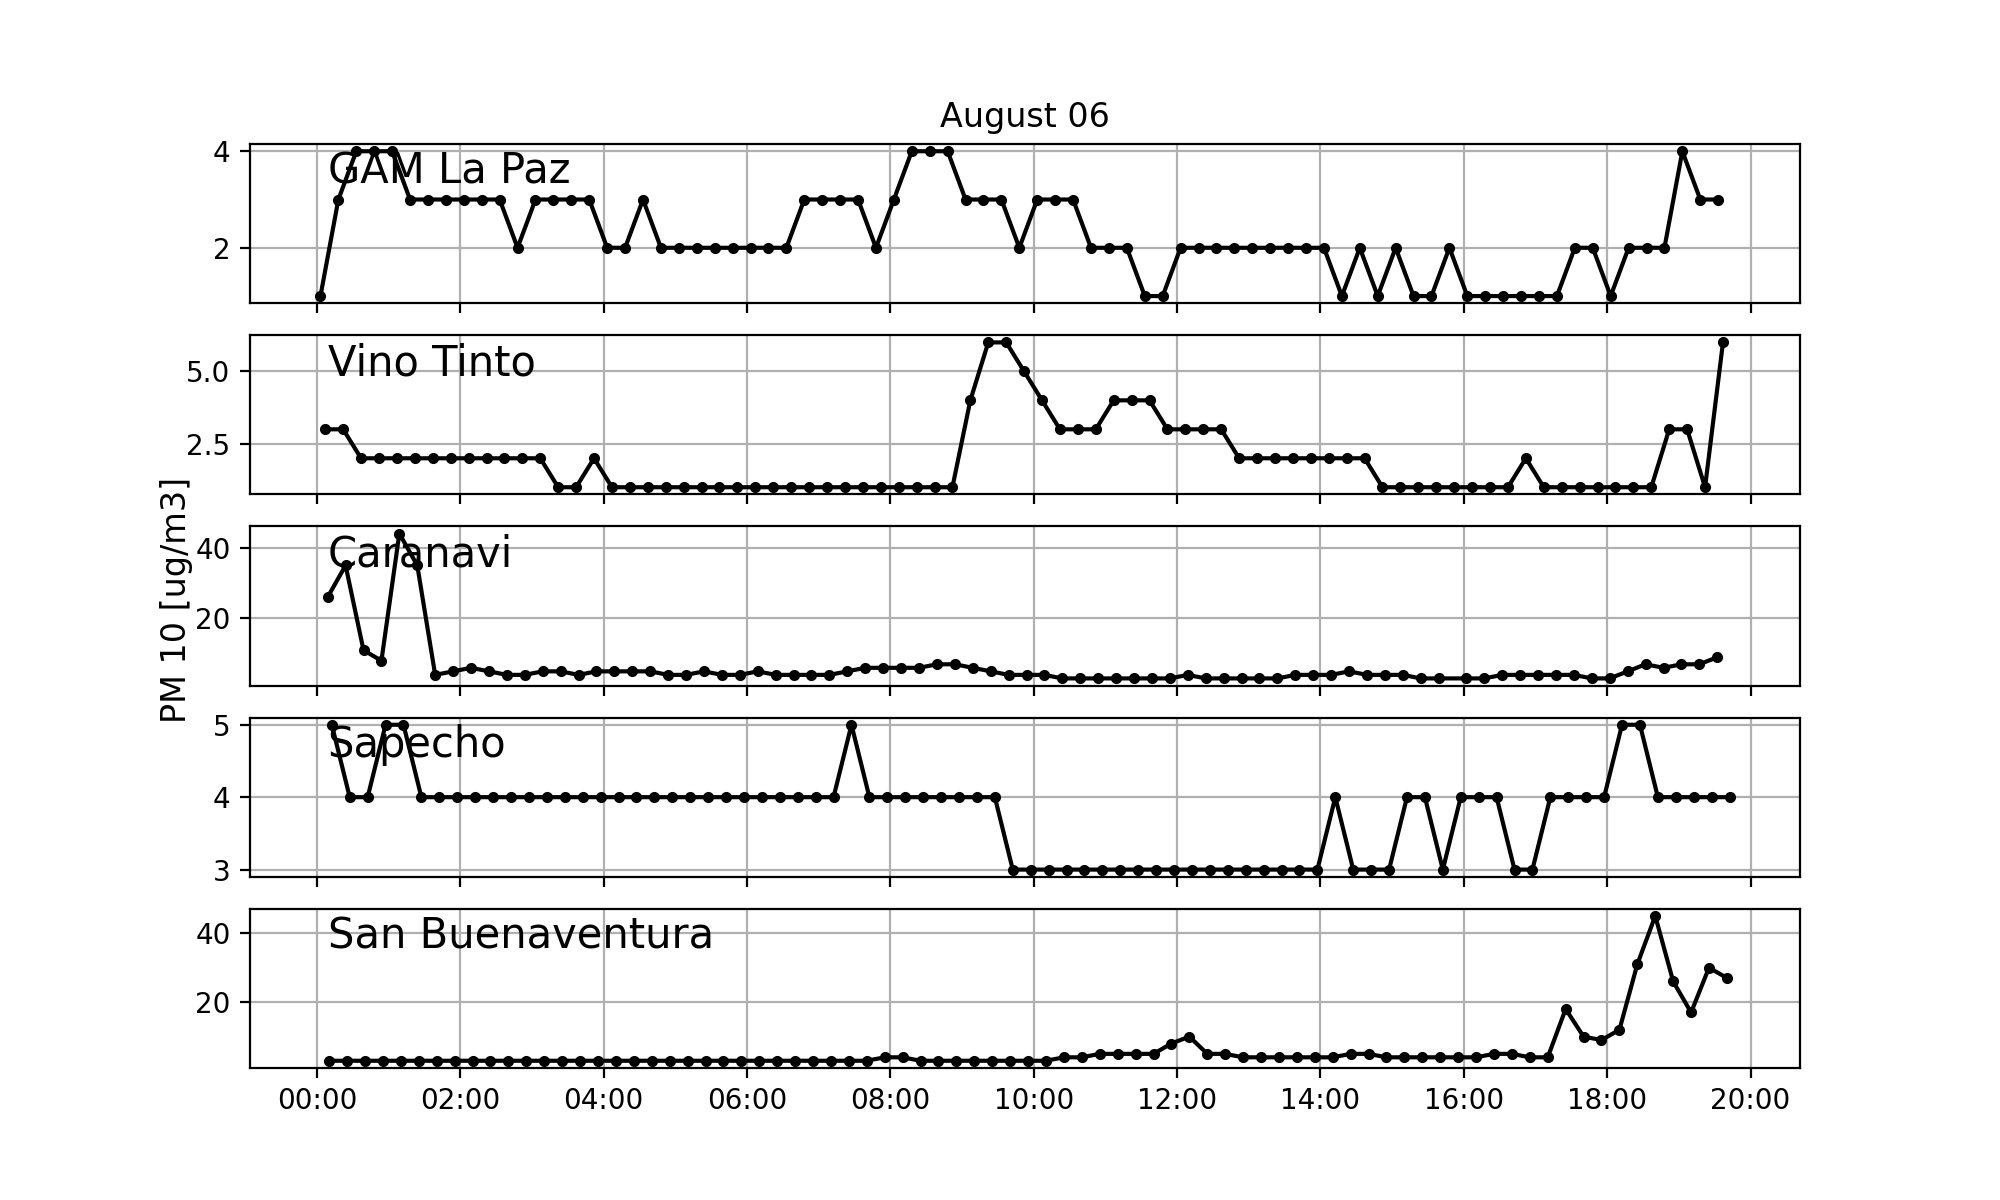 August 06
GAM La Paz
4
2
Vino Tinto
5.0
2.5
PM 10 [ug/m3]
Caranavi
40
20
Sapecho
5
4
3
San Buenaventura
40
20
00:00 02:00 04:00 06:00 08:00 10:00 12:00 14:00 16:00 18:00 20:00